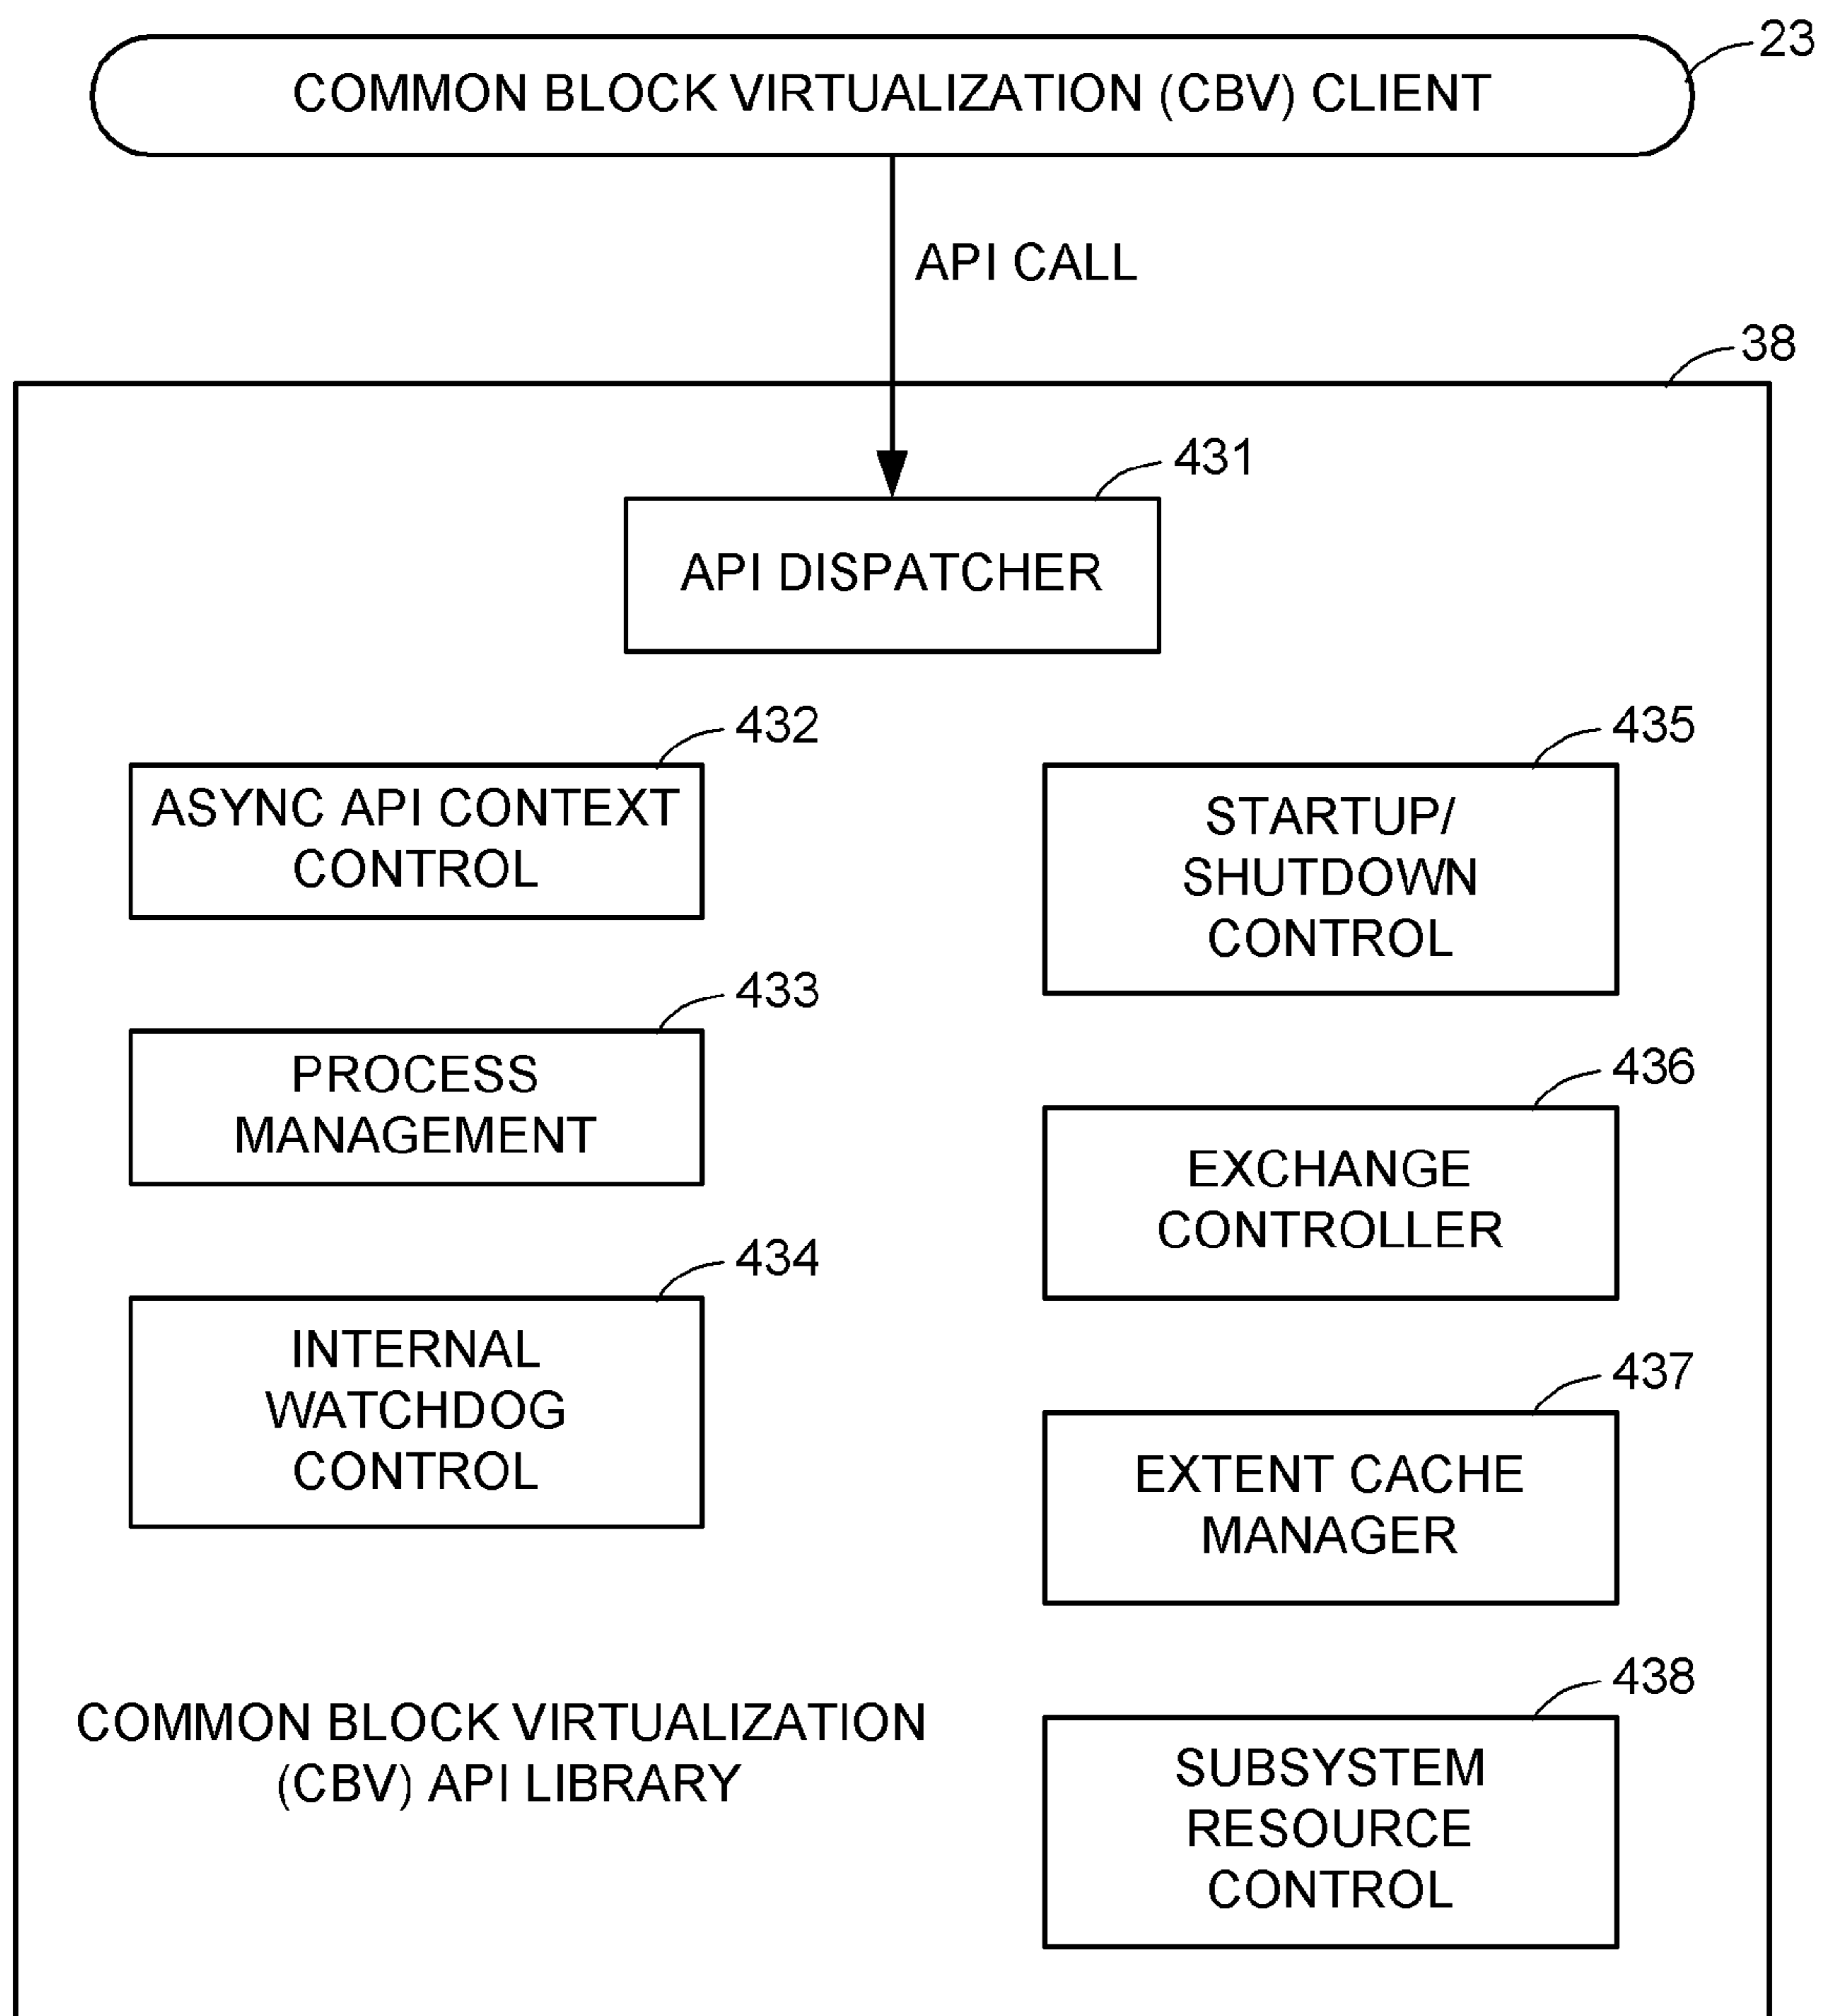 23
COMMON BLOCK VIRTUALIZATION (CBV) CLIENT
API CALL
38
431
API DISPATCHER
432
ASYNC API CONTEXT
CONTROL
433
PROCESS
MANAGEMENT
434
INTERNAL
WATCHDOG
CONTROL
435
STARTUP/
SHUTDOWN
CONTROL
436
EXCHANGE
CONTROLLER
437
EXTENT CACHE
MANAGER
438
SUBSYSTEM
RESOURCE
CONTROL
COMMON BLOCK VIRTUALIZATION
(CBV) API LIBRARY